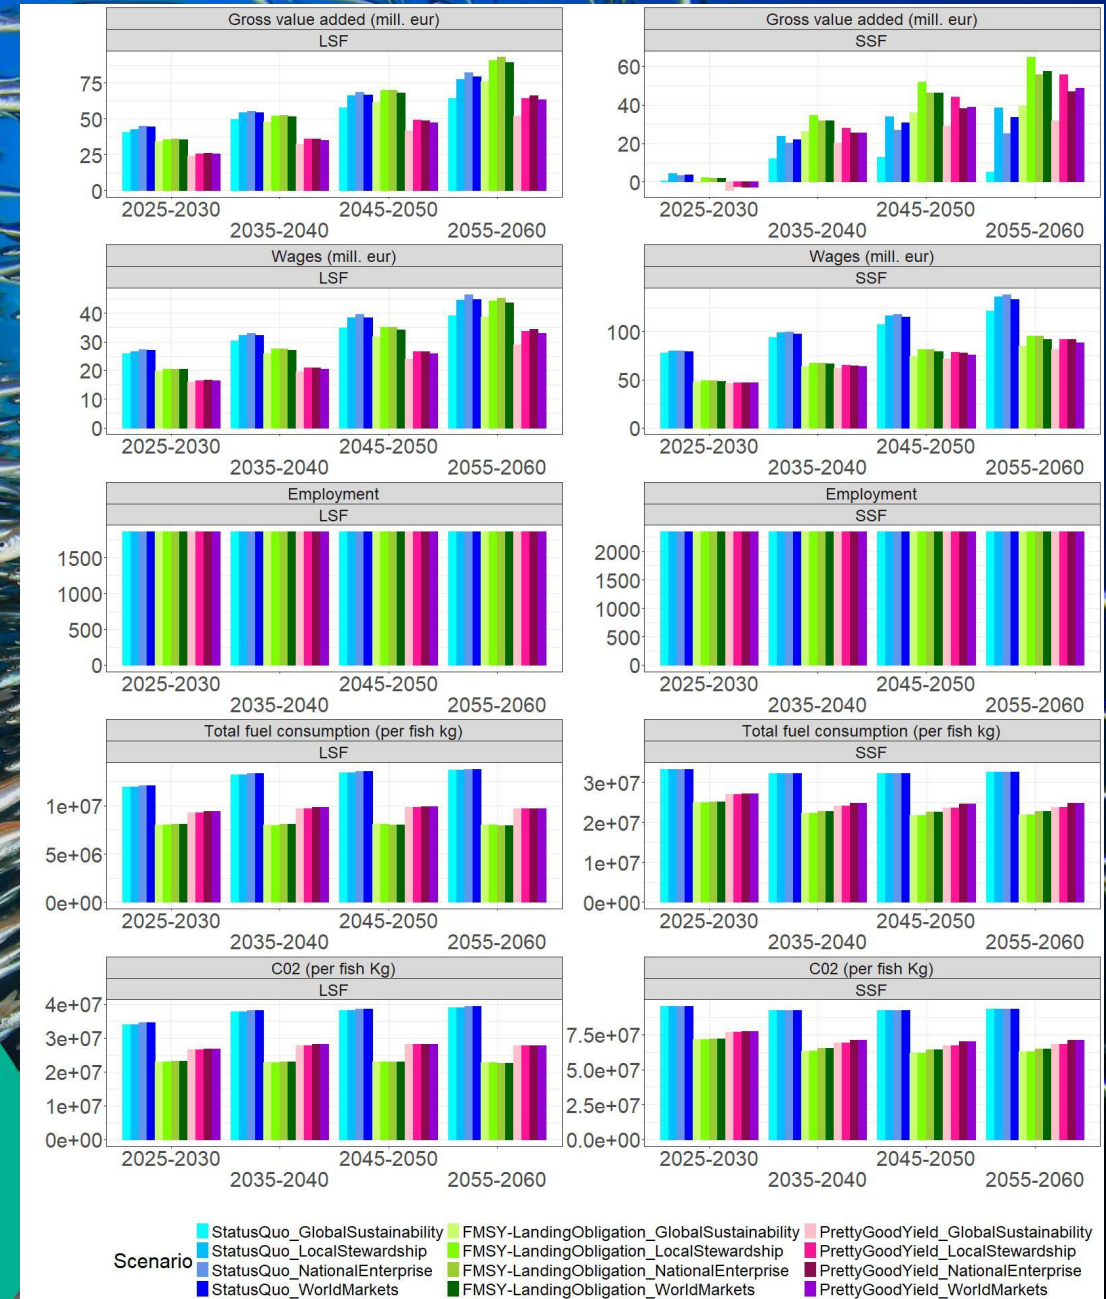 Gross value added (mill. eur)
LSF
75
50
25
0
2025-2030
2035-2040
2045-2050
2055-2060
Gross value added (mill. eur)
SSF
60
40
20
0
2025-2030
2035-2040
2045-2050
2055-2060
Wages (mill. eur)
LSF
40
30
20
10
0
2025-2030
2035-2040
2045-2050
2055-2060
Wages (mill. eur)
SSF
100
50
0
2025-2030
2035-2040
2045-2050
2055-2060
Employment
LSF
1500
1000
500
0
2025-2030
2035-2040
2045-2050
2055-2060
Employment
SSF
2000
1500
1000
500
0
2025-2030
2035-2040
2045-2050
2055-2060
Total fuel consumption (per fish kg)
LSF
1e+07
5e+06
0e+00
2025-2030
2035-2040
2045-2050
2055-2060
Total fuel consumption (per fish kg)
SSF
3e+07
2e+07
1e+07
0e+00
2025-2030
2035-2040
2045-2050
2055-2060
C02 (per fish Kg)
LSF
4e+07
3e+07
2e+07
1e+07
0e+00
2025-2030
2035-2040
2045-2050
2055-2060
C02 (per fish Kg)
SSF
7.5e+07
5.0e+07
2.5e+07
0.0e+00
2025-2030
2035-2040
2045-2050
2055-2060
Scenario
StatusQuo_GlobalSustainability
StatusQuo_LocalStewardship
StatusQuo_NationalEnterprise
StatusQuo_WorldMarkets
FMSY-LandingObligation_GlobalSustainability
FMSY-LandingObligation_LocalStewardship
FMSY-LandingObligation_NationalEnterprise
FMSY-LandingObligation_WorldMarkets
PrettyGoodYield_GlobalSustainability
PrettyGoodYield_LocalStewardship
PrettyGoodYield_NationalEnterprise
PrettyGoodYield_WorldMarkets